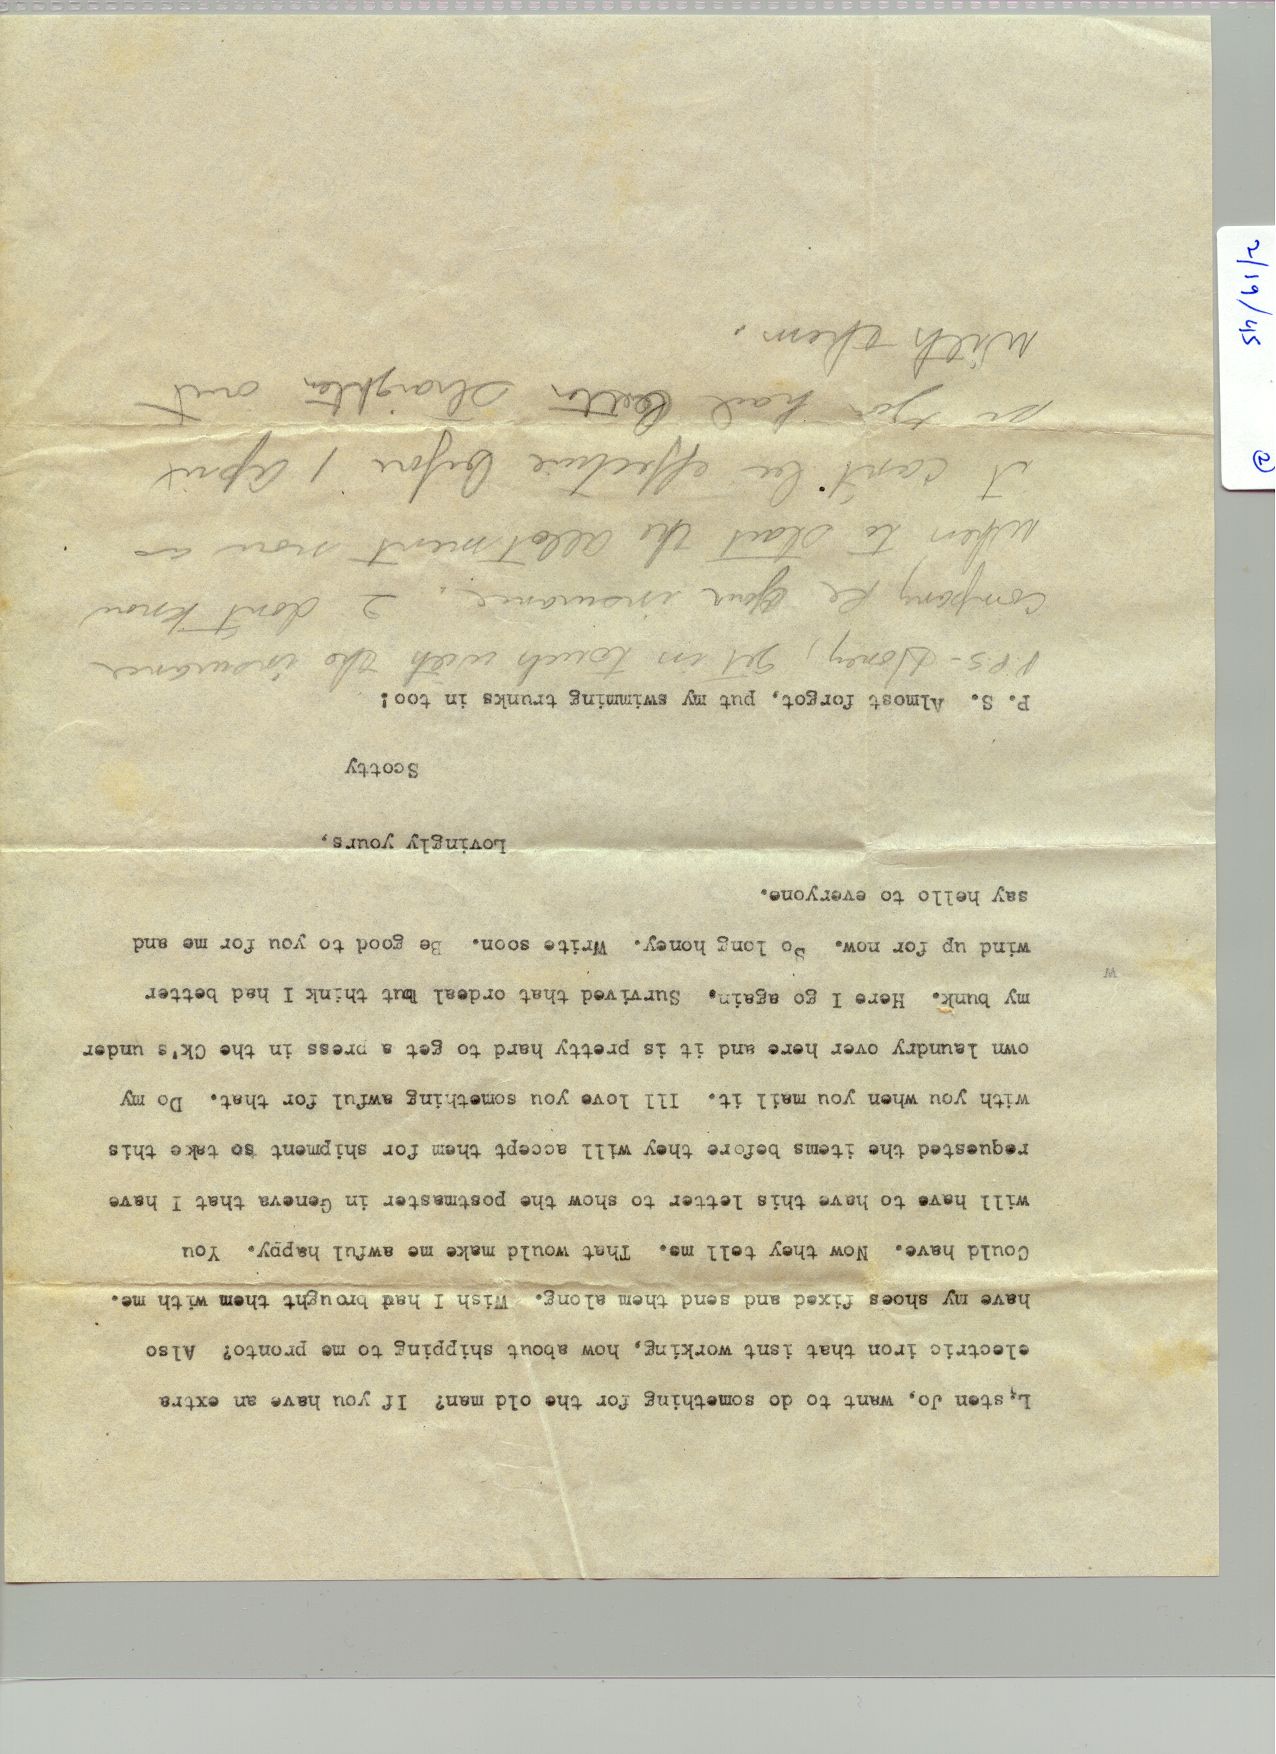 Listen Jo, want to do something for the old man? If you have an extra
electric iron that isnt working, how about shipping to me pronto? Also
have my shoes fixed and send them along. Wish I had brought them with me.
Could have. Now they tell me. That would make me awful happy. You
will have to have this letter to show the postmaster in Geneva that I have
requested the items before they will accept them for shipment so take this
with you when you mail it. Ill love you something awful for that. Do my
own laundry over here and it is pretty hard to get a press in the CK's under
my bunk. Here I go again. Survived that ordeal but think I had better
wind up for now. So long honey. Write soon. Be good to you for me and
say hello to everyone.
Lovingly yours,
Scotty
P. S. Almost forgot, put my swimming trunks in too!
P.P.S - Honey, get in touch with the insurance
company re your insurance. I dont know
when to start the allotment now as
it can't be effective before 1 April
so you had better straighten out
with them.
2/19/45
2
W